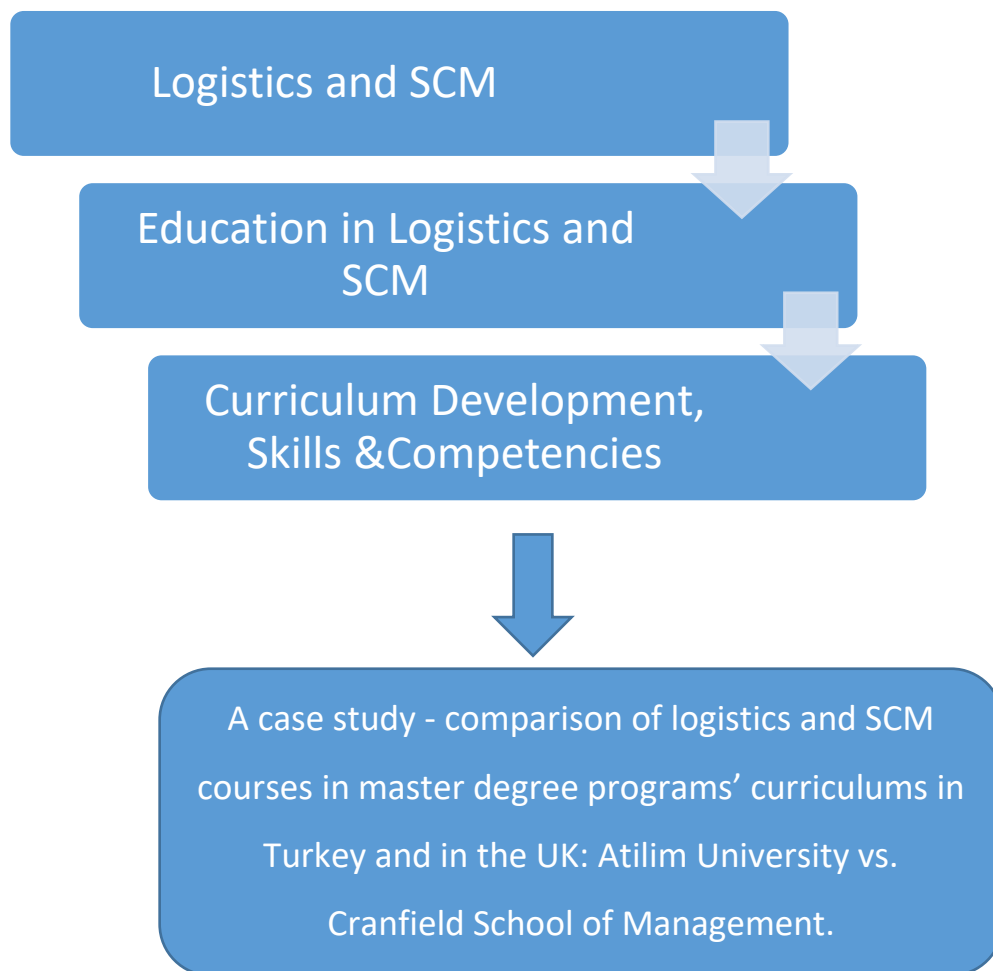 Logistics and SCM
Education in Logistics and
SCM
Curriculum Development,
Skills &Competencies
A case study - comparison of logistics and SCM
courses in master degree programs’ curriculums in
Turkey and in the UK: Atilim University vs.
Cranfield School of Management.